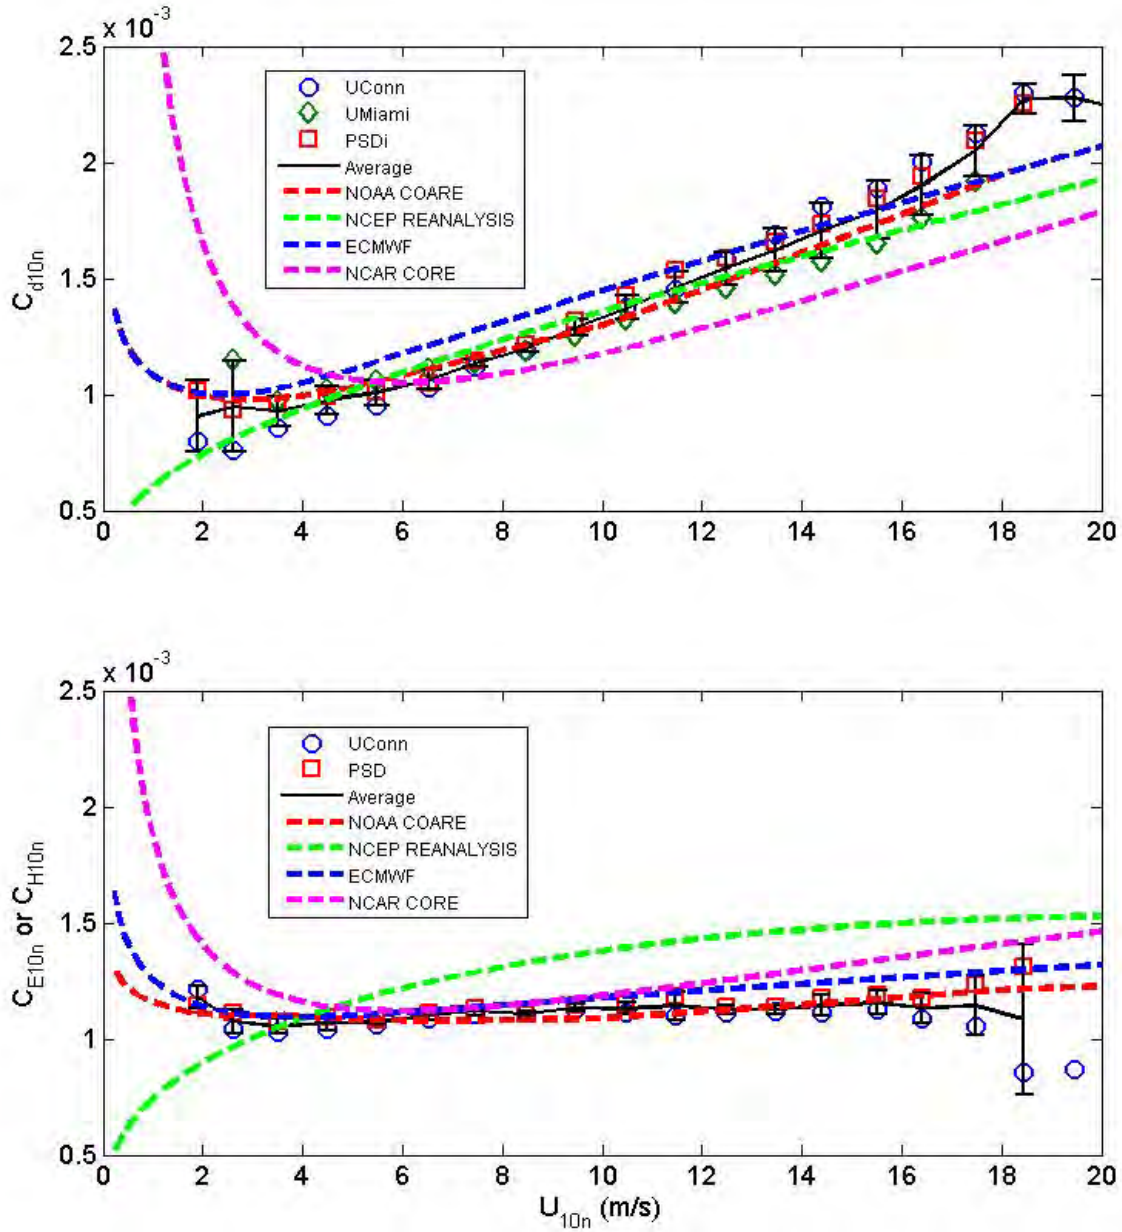 x 10⁻³
2.5
2
1.5
1
0.5
C_d10n
UConn
UMiami
PSDi
Average
NOAA COARE
NCEP REANALYSIS
ECMWF
NCAR CORE
0 2 4 6 8 10 12 14 16 18 20
x 10⁻³
2.5
2
1.5
1
0.5
C_E10n or C_H10n
UConn
PSD
Average
NOAA COARE
NCEP REANALYSIS
ECMWF
NCAR CORE
0 2 4 6 8 10 12 14 16 18 20
U_10n (m/s)